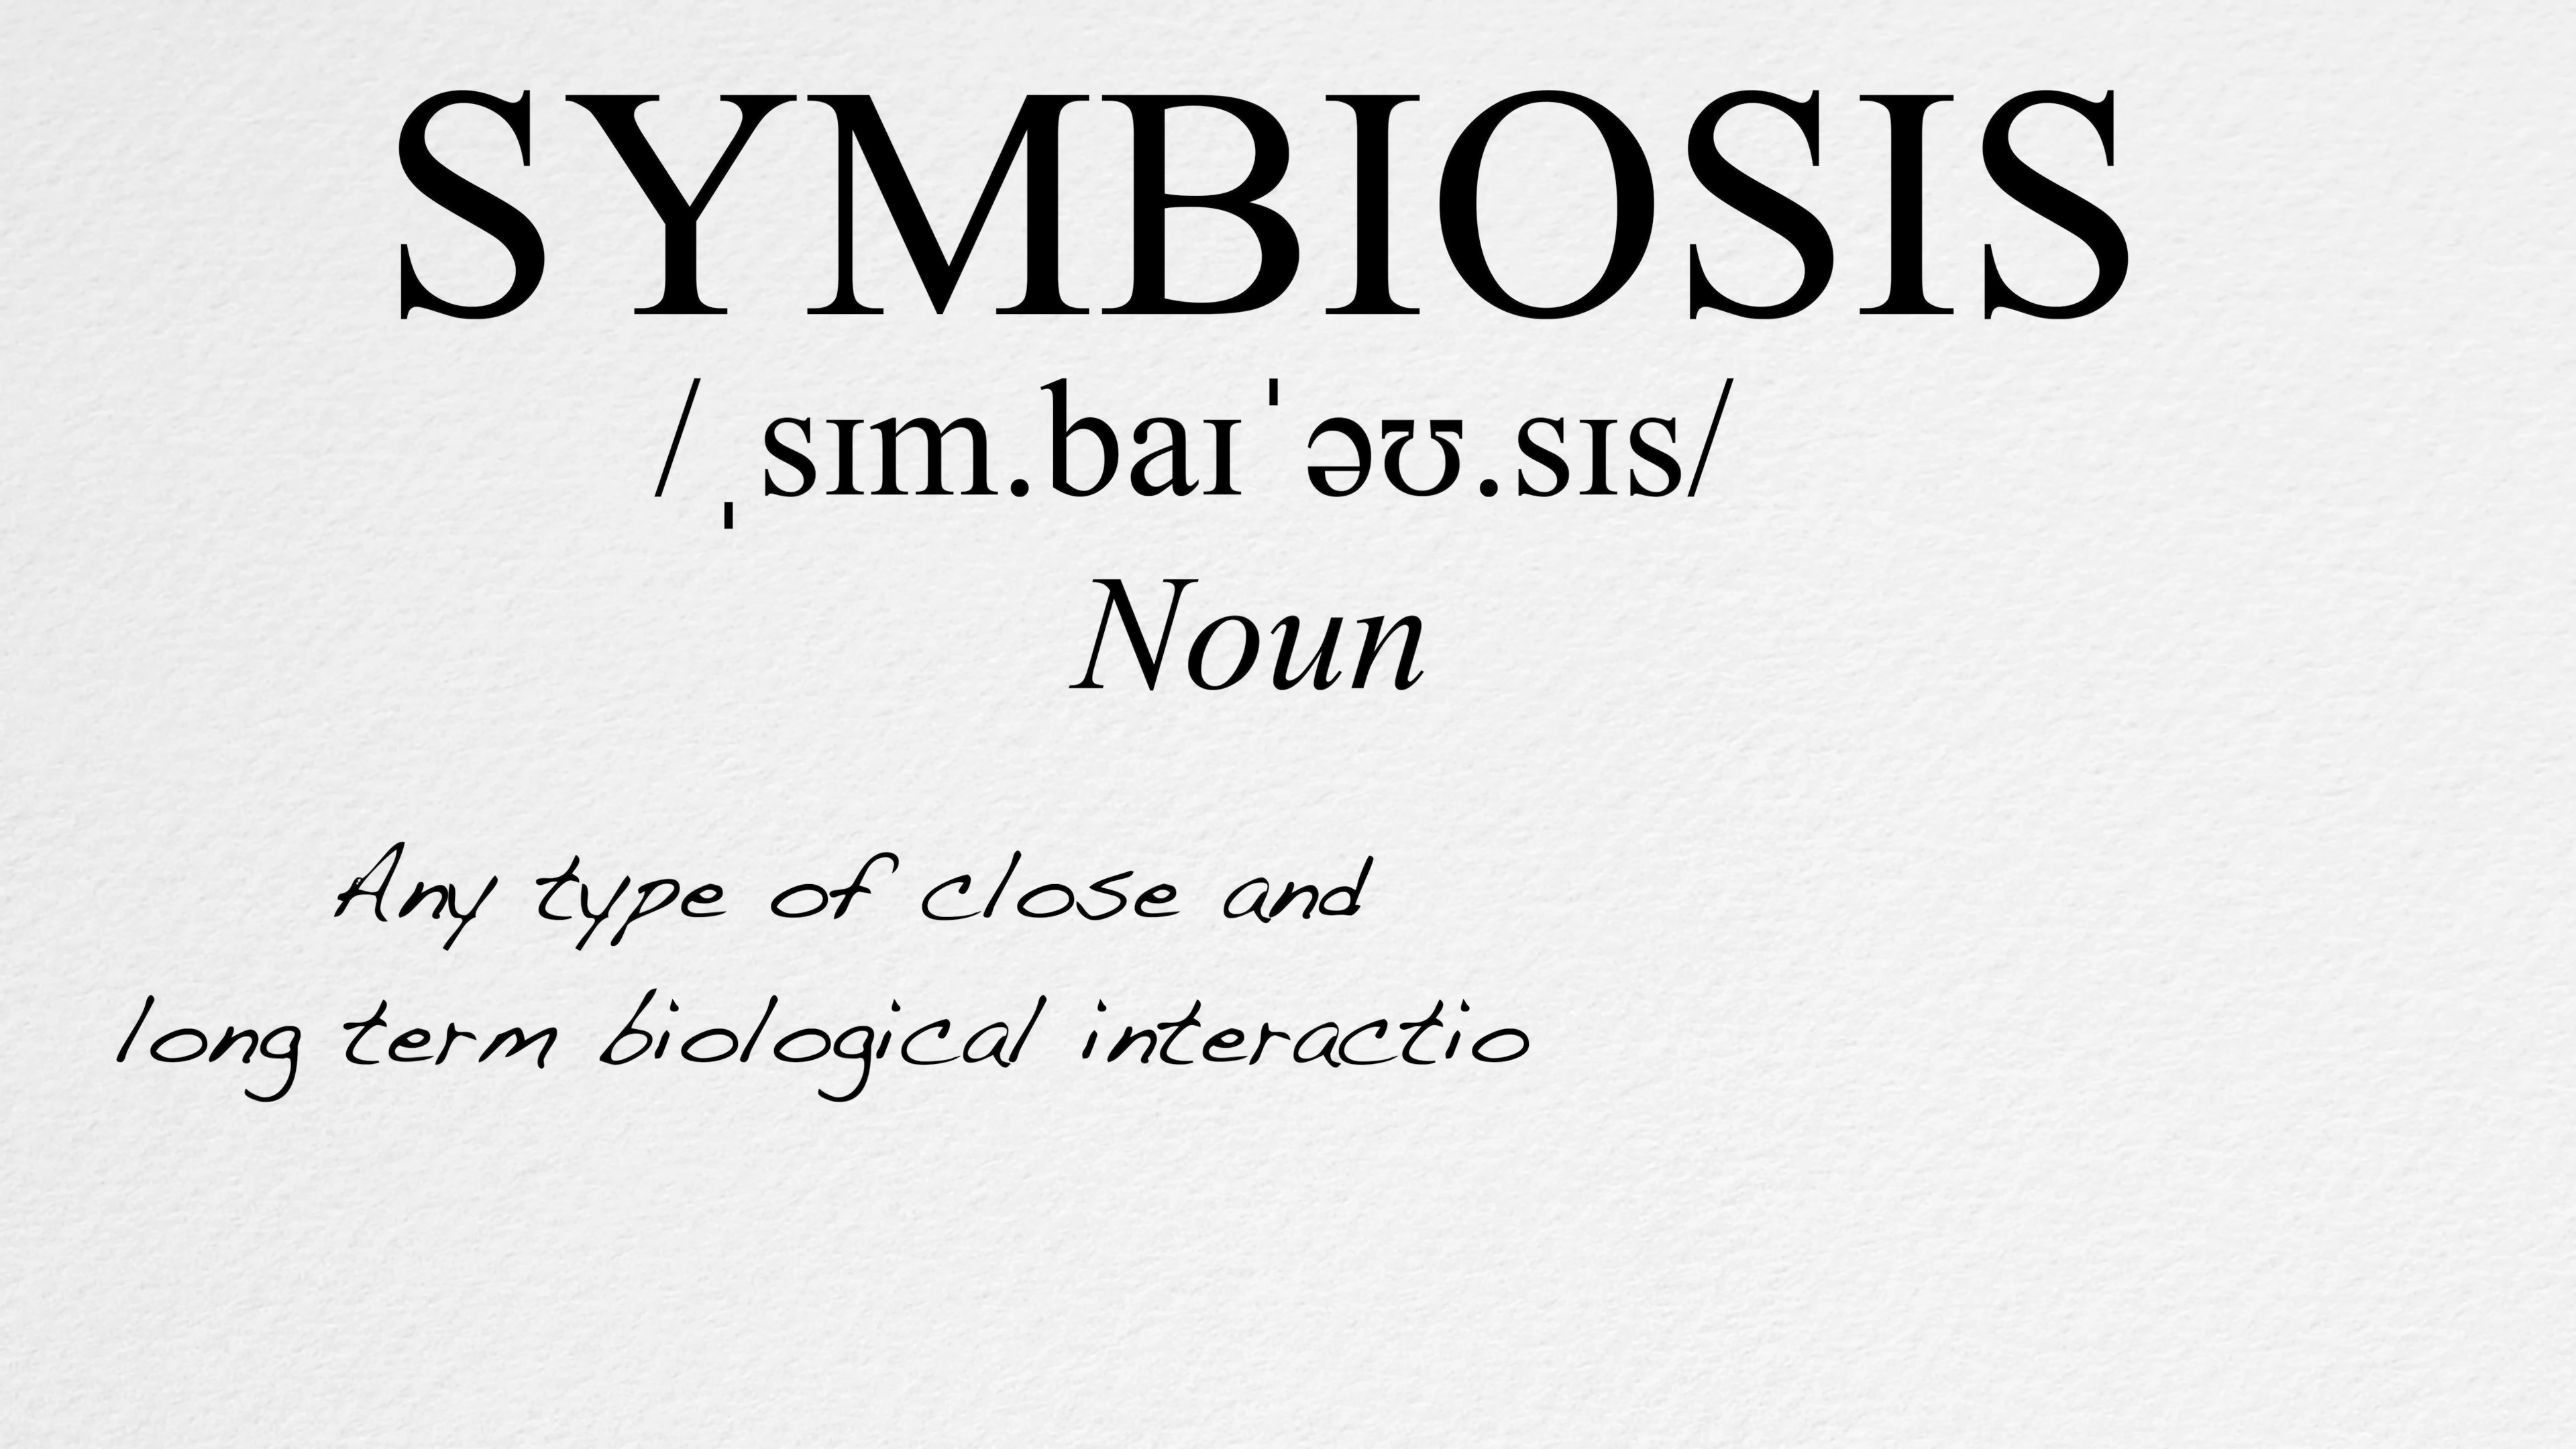 SYMBIOSIS
/ˌsɪm.baɪˈəʊ.sɪs/
Noun
Any type of close and
long term biological interactio